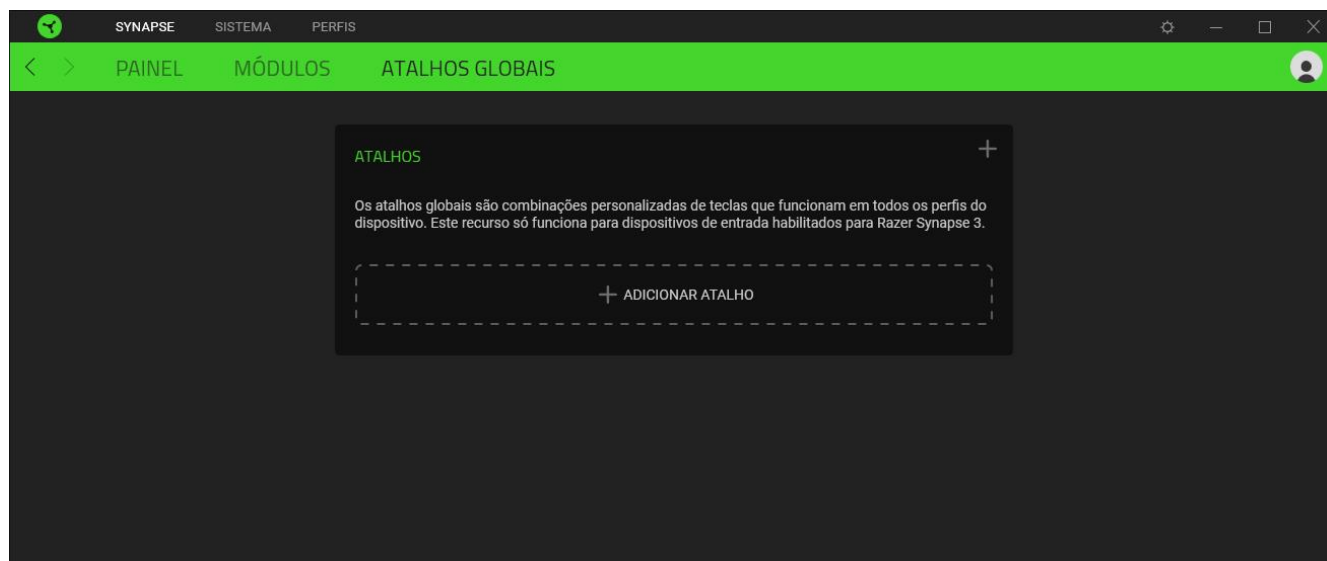 SYNAPSE SISTEMA PERFIS
PAINEL MÓDULOS ATALHOS GLOBAIS
ATALHOS
Os atalhos globais são combinações personalizadas de teclas que funcionam em todos os perfis do
dispositivo. Este recurso só funciona para dispositivos de entrada habilitados para Razer Synapse 3.
ADICIONAR ATALHO